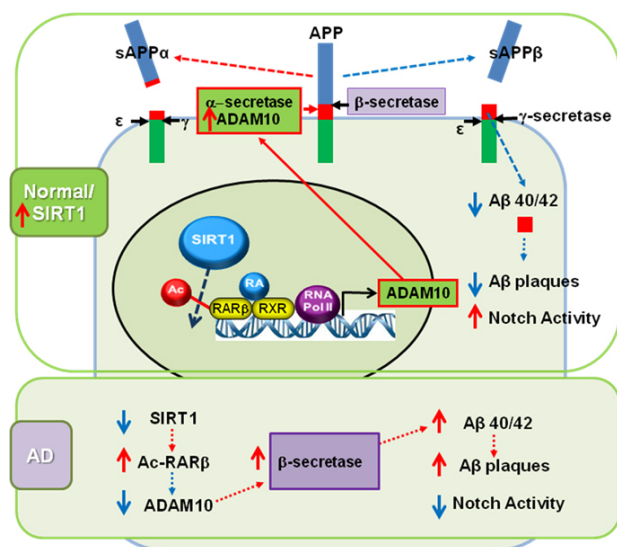 APP
sAPPα
sAPPβ
α–secretase
ADAM10
β-secretase
ε
γ
ε
γ-secretase
Normal/
SIRT1
Aβ 40/42
SIRT1
Ac
RA
RNA
Pol II
RARβ
RXR
ADAM10
Aβ plaques
Notch Activity
AD
SIRT1
Ac-RARβ
ADAM10
β-secretase
Aβ 40/42
Aβ plaques
Notch Activity